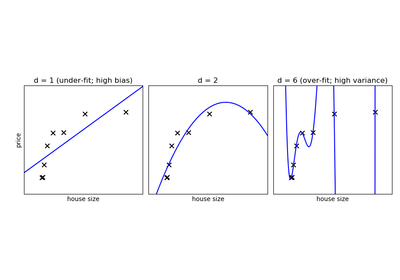 d = 1 (under-fit; high bias)
d = 2
d = 6 (over-fit; high variance)
price
house size
house size
house size